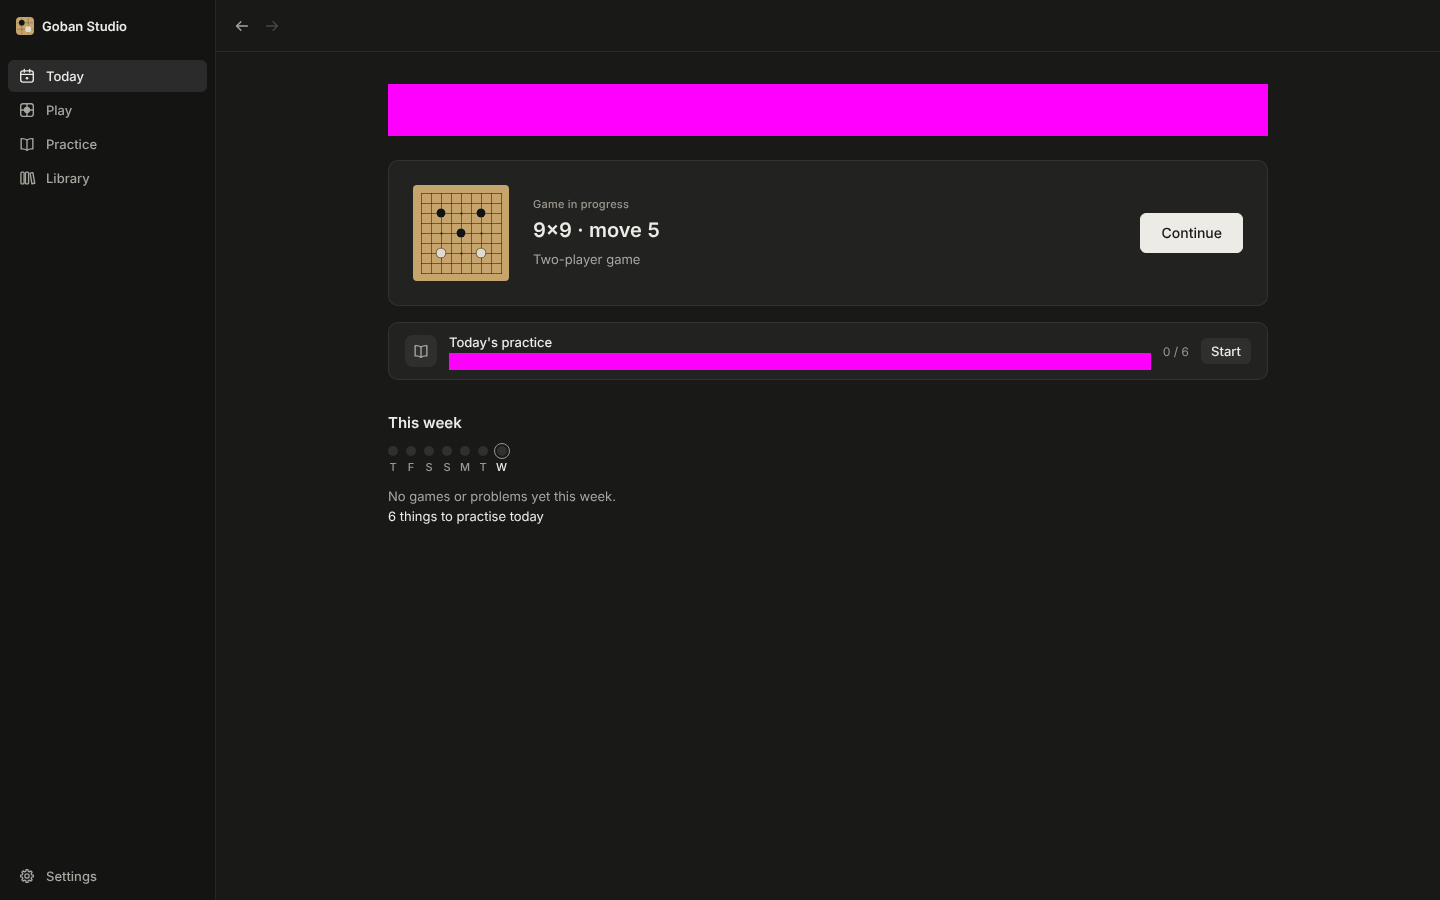 Goban Studio
Today
Play
Practice
Library
Game in progress
9×9 · move 5
Two-player game
Continue
Today's practice
0 / 6
Start
This week
T F S S M T W
No games or problems yet this week.
6 things to practise today
Settings